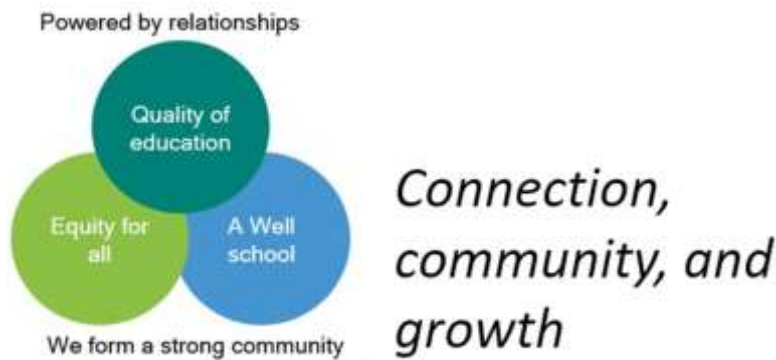 Powered by relationships
Quality of
education
Equity for
all
A Well
school
We form a strong community
Connection,
community, and
growth